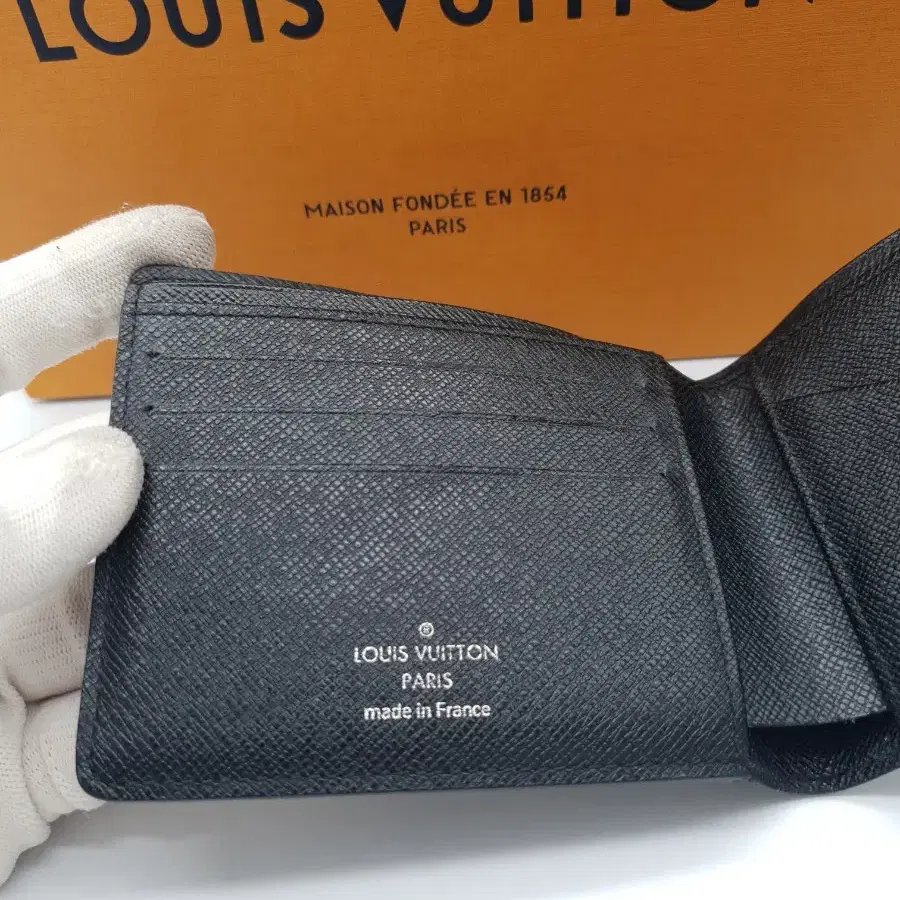 LOUIS VUITTON
MAISON FONDÉE EN 1854
PARIS
®
LOUIS VUITTON
PARIS
made in France